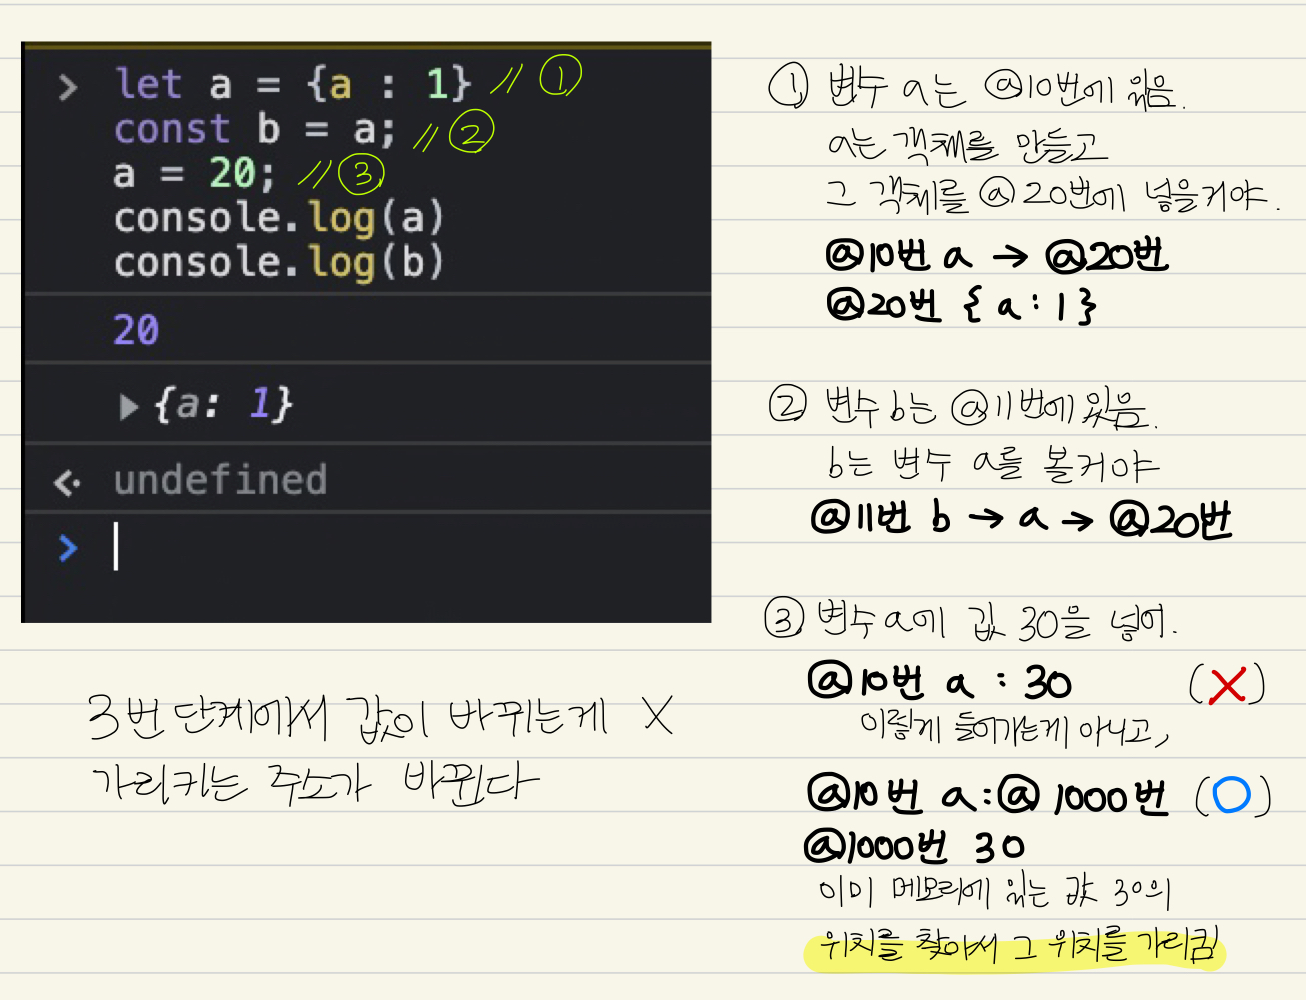 let a = {a : 1} // ①
const b = a; // ②
a = 20; // ③
console.log(a)
console.log(b)
20
{a: 1}
undefined
3번 단계에서 값이 바뀌는게 X
가리키는 주소가 바뀐다
① 변수 a는 @10번에 있음.
a는 객체를 만들고
그 객체를 @20번에 넣을거야.
@10번 a → @20번
@20번 { a : 1 }
② 변수 b는 @11번에 있음.
b는 변수 a를 볼거야
@11번 b → a → @20번
③ 변수 a에 값 30을 넣어.
@10번 a : 30 (X)
이렇게 들어가는게 아니고,
@10번 a:@ 1000번 (O)
@1000번 30
이미 메모리에 있는 값 30의
위치를 찾아서 그 위치를 가리킴